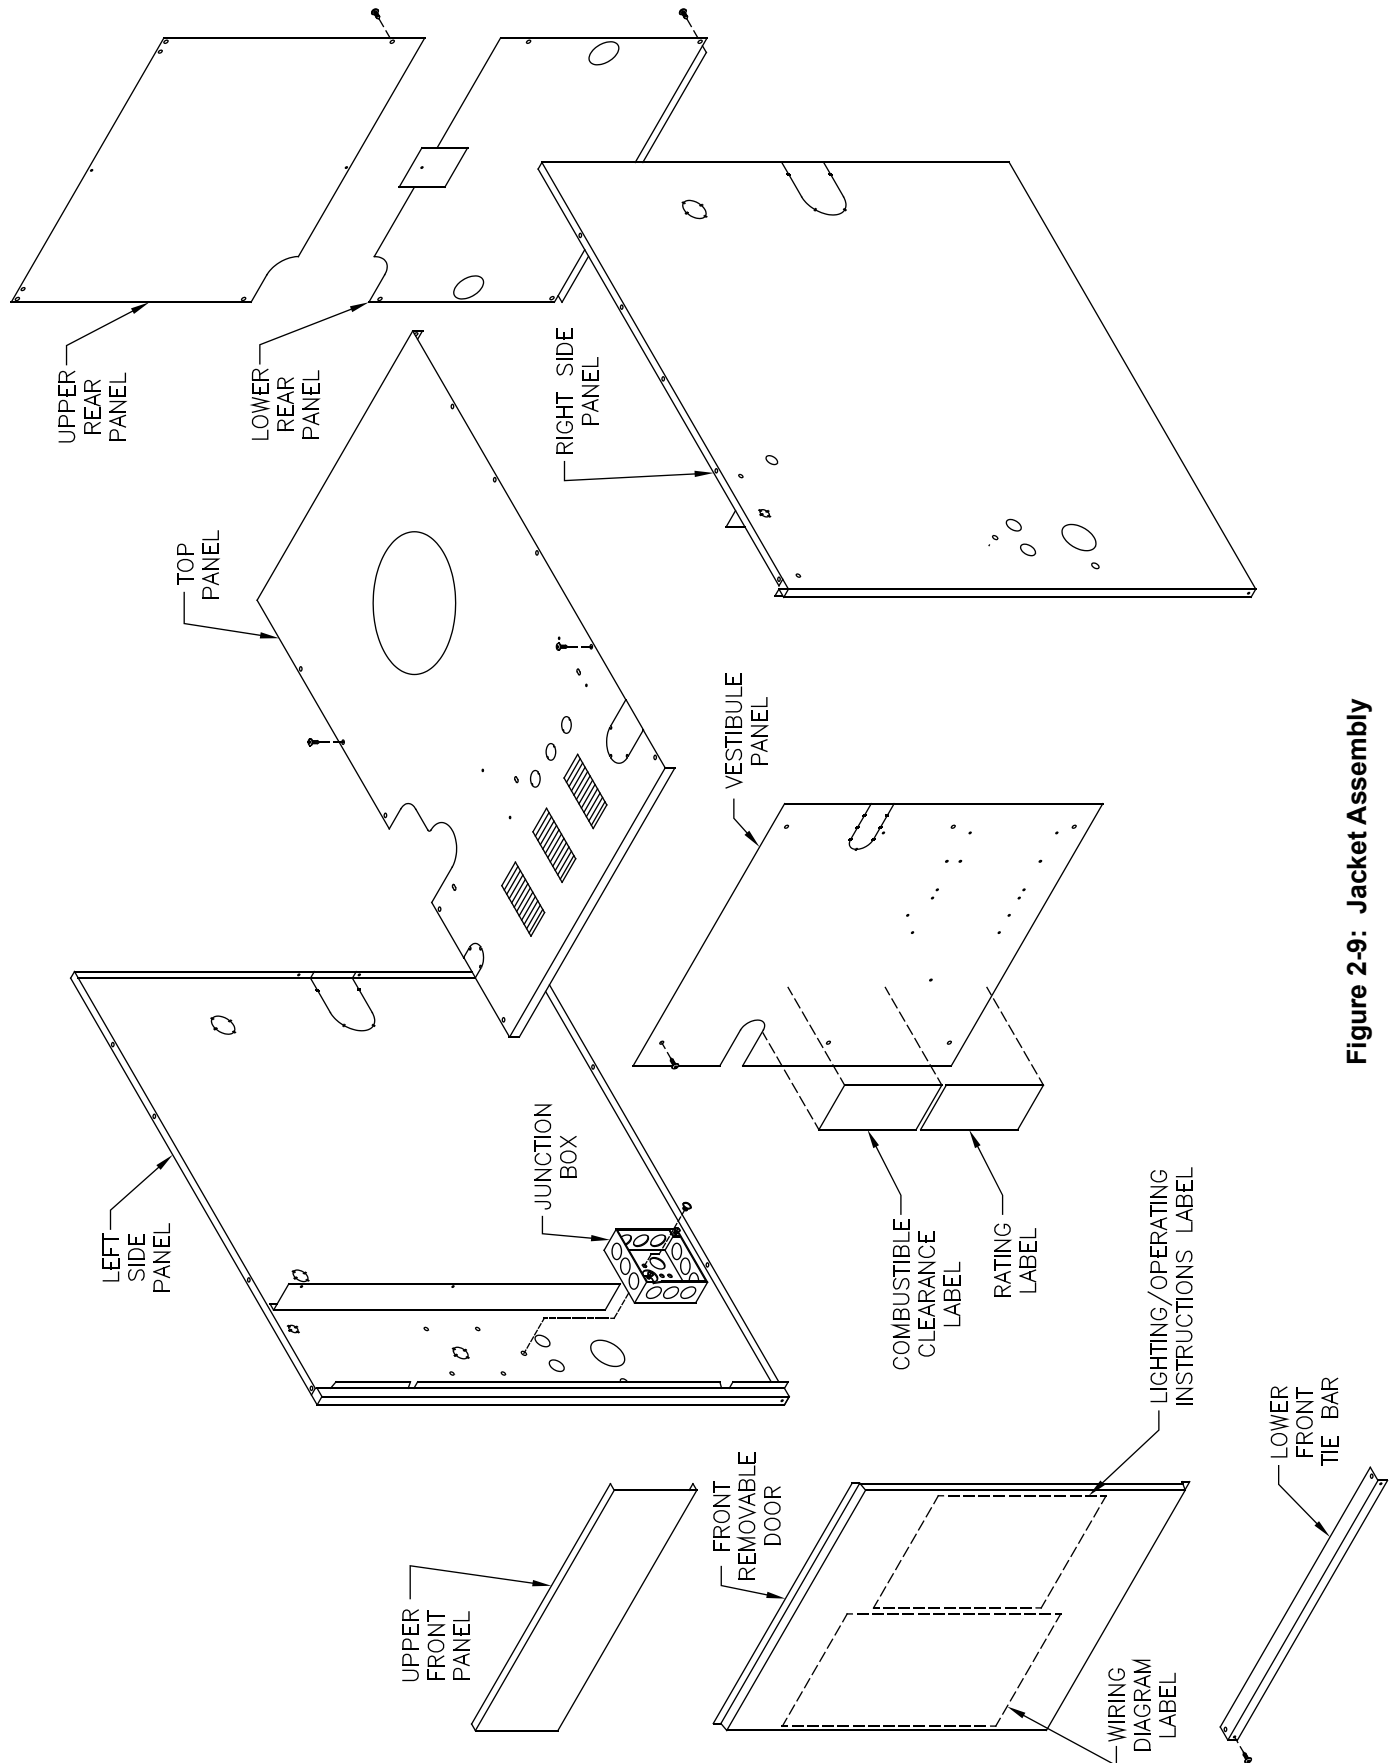 UPPER
REAR
PANEL
LOWER
REAR
PANEL
RIGHT SIDE
PANEL
TOP
PANEL
VESTIBULE
PANEL
LEFT
SIDE
PANEL
JUNCTION
BOX
COMBUSTIBLE
CLEARANCE
LABEL
RATING
LABEL
LIGHTING/OPERATING
INSTRUCTIONS LABEL
UPPER
FRONT
PANEL
FRONT
REMOVABLE
DOOR
WIRING
DIAGRAM
LABEL
LOWER
FRONT
TIE BAR
Figure 2-9: Jacket Assembly